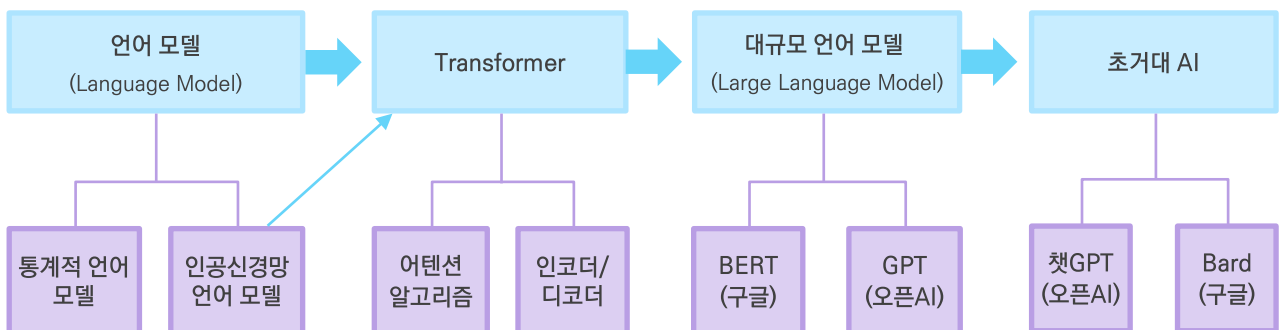 언어 모델
(Language Model)
Transformer
대규모 언어 모델
(Large Language Model)
초거대 AI
통계적 언어
모델
인공신경망
언어 모델
어텐션
알고리즘
인코더/
디코더
BERT
(구글)
GPT
(오픈AI)
챗GPT
(오픈AI)
Bard
(구글)